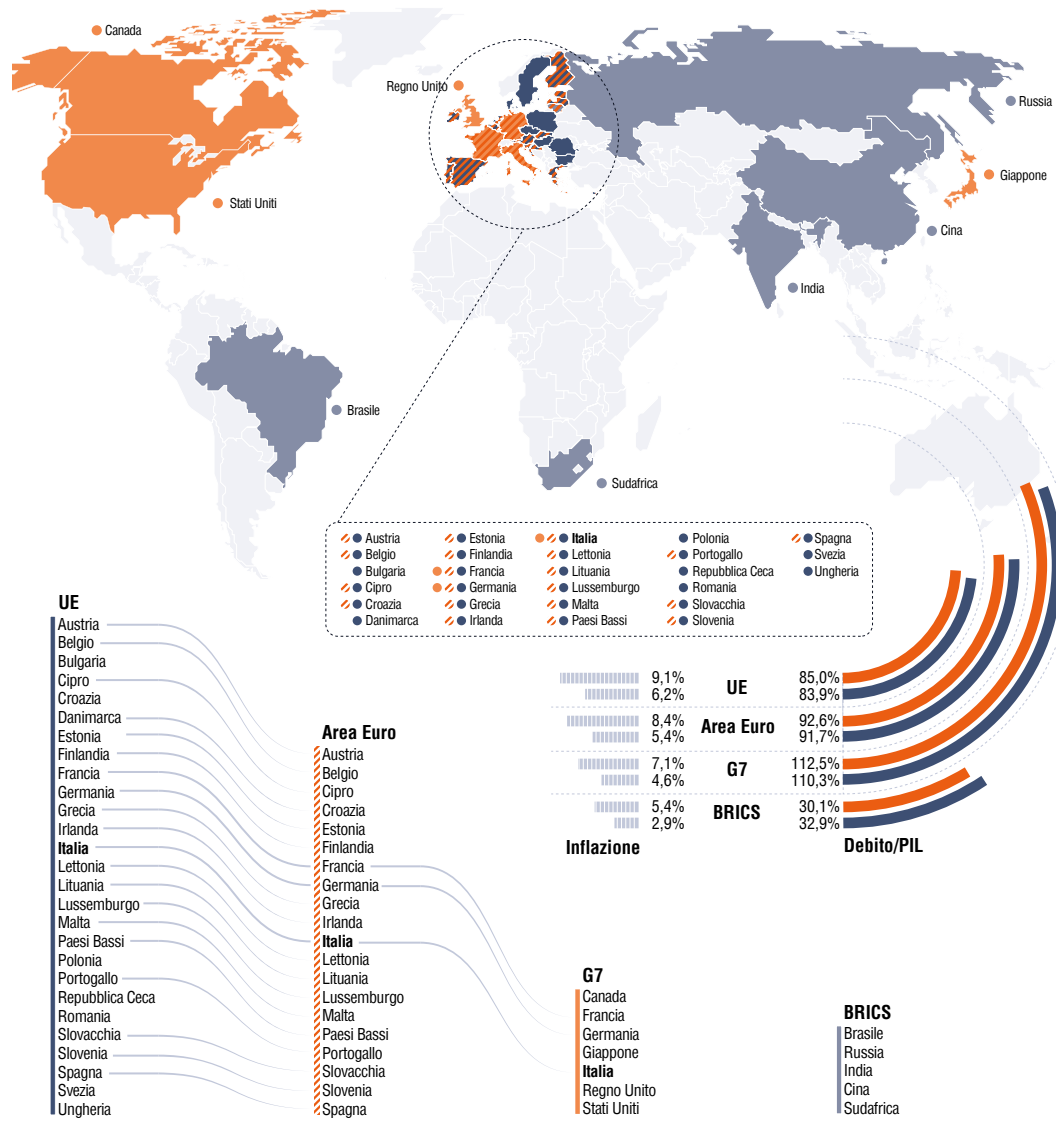 Canada
Regno Unito
Russia
Giappone
Stati Uniti
Cina
India
Brasile
Sudafrica
Austria
Belgio
Bulgaria
Cipro
Croazia
Danimarca
Estonia
Finlandia
Francia
Germania
Grecia
Irlanda
Italia
Lettonia
Lituania
Lussemburgo
Malta
Paesi Bassi
Polonia
Portogallo
Repubblica Ceca
Romania
Slovacchia
Slovenia
Spagna
Svezia
Ungheria
UE
Austria
Belgio
Bulgaria
Cipro
Croazia
Danimarca
Estonia
Finlandia
Francia
Germania
Grecia
Irlanda
Italia
Lettonia
Lituania
Lussemburgo
Malta
Paesi Bassi
Polonia
Portogallo
Repubblica Ceca
Romania
Slovacchia
Slovenia
Spagna
Svezia
Ungheria
Area Euro
Austria
Belgio
Cipro
Croazia
Estonia
Finlandia
Francia
Germania
Grecia
Irlanda
Italia
Lettonia
Lituania
Lussemburgo
Malta
Paesi Bassi
Portogallo
Slovacchia
Slovenia
Spagna
9,1% UE 85,0%
6,2% 83,9%
8,4% Area Euro 92,6%
5,4% 91,7%
7,1% G7 112,5%
4,6% 110,3%
5,4% BRICS 30,1%
2,9% 32,9%
Inflazione Debito/PIL
G7
Canada
Francia
Germania
Giappone
Italia
Regno Unito
Stati Uniti
BRICS
Brasile
Russia
India
Cina
Sudafrica